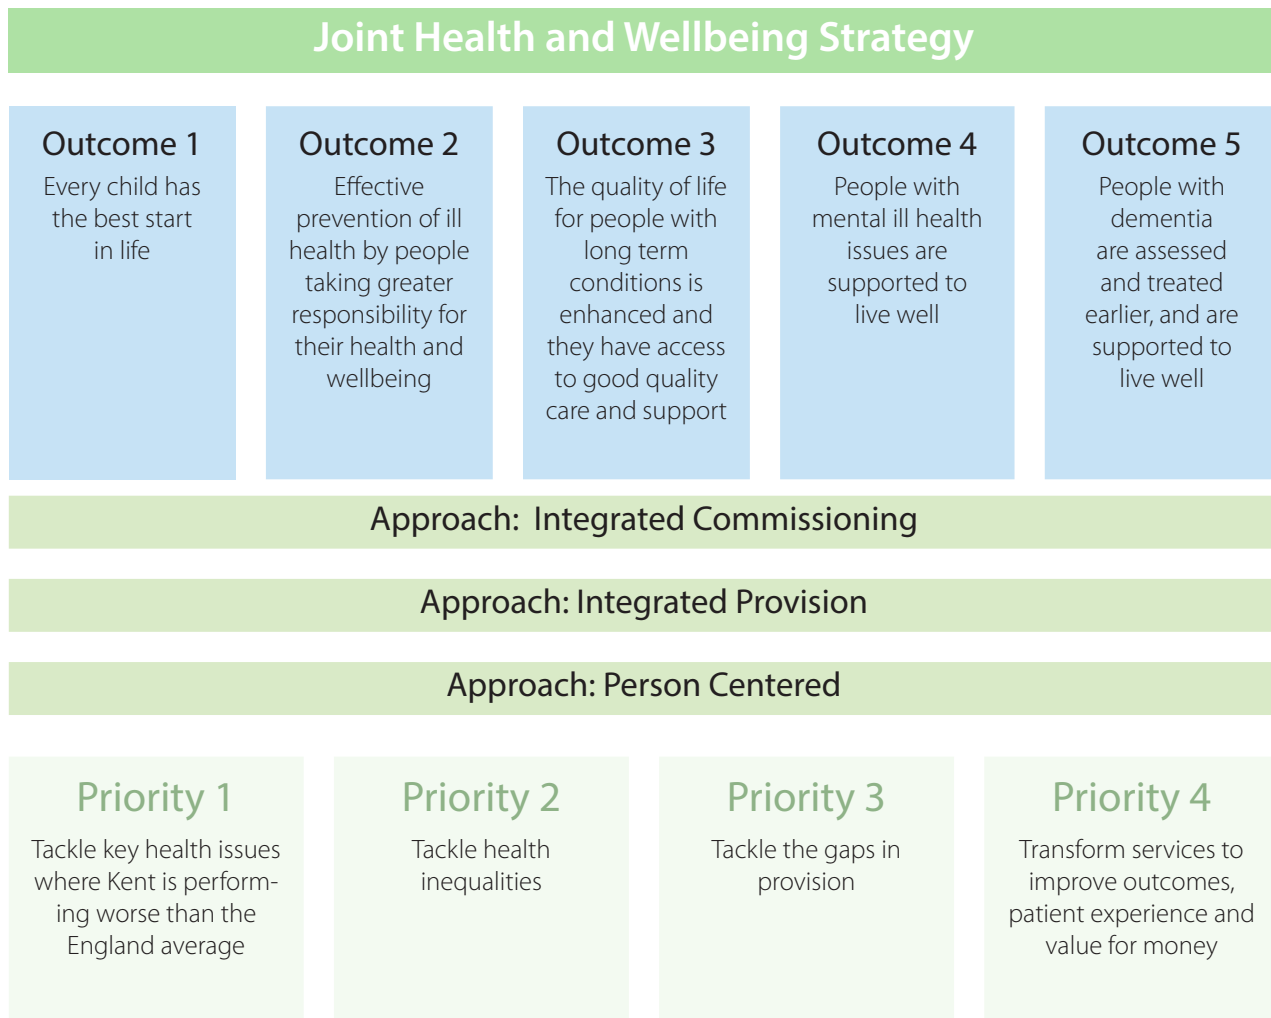 Joint Health and Wellbeing Strategy
Outcome 1
Every child has
the best start
in life
Outcome 2
Effective
prevention of ill
health by people
taking greater
responsibility for
their health and
wellbeing
Outcome 3
The quality of life
for people with
long term
conditions is
enhanced and
they have access
to good quality
care and support
Outcome 4
People with
mental ill health
issues are
supported to
live well
Outcome 5
People with
dementia
are assessed
and treated
earlier, and are
supported to
live well
Approach: Integrated Commissioning
Approach: Integrated Provision
Approach: Person Centered
Priority 1
Tackle key health issues
where Kent is perform-
ing worse than the
England average
Priority 2
Tackle health
inequalities
Priority 3
Tackle the gaps in
provision
Priority 4
Transform services to
improve outcomes,
patient experience and
value for money